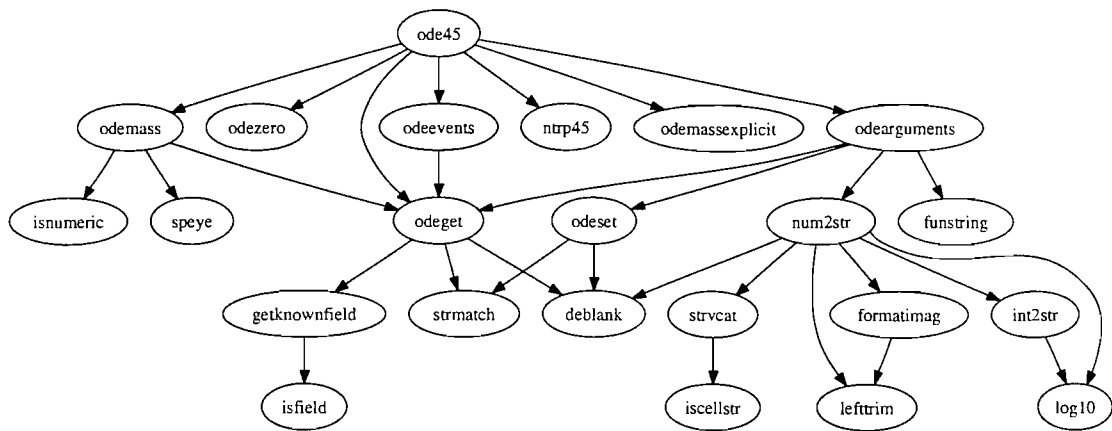 ode45
odemass
odezero
odeevents
ntrp45
odemassexplicit
odearguments
isnumeric
speye
odeget
odeset
num2str
funstring
getknownfield
strmatch
deblank
strvcat
formatimag
int2str
isfield
iscellstr
lefttrim
log10